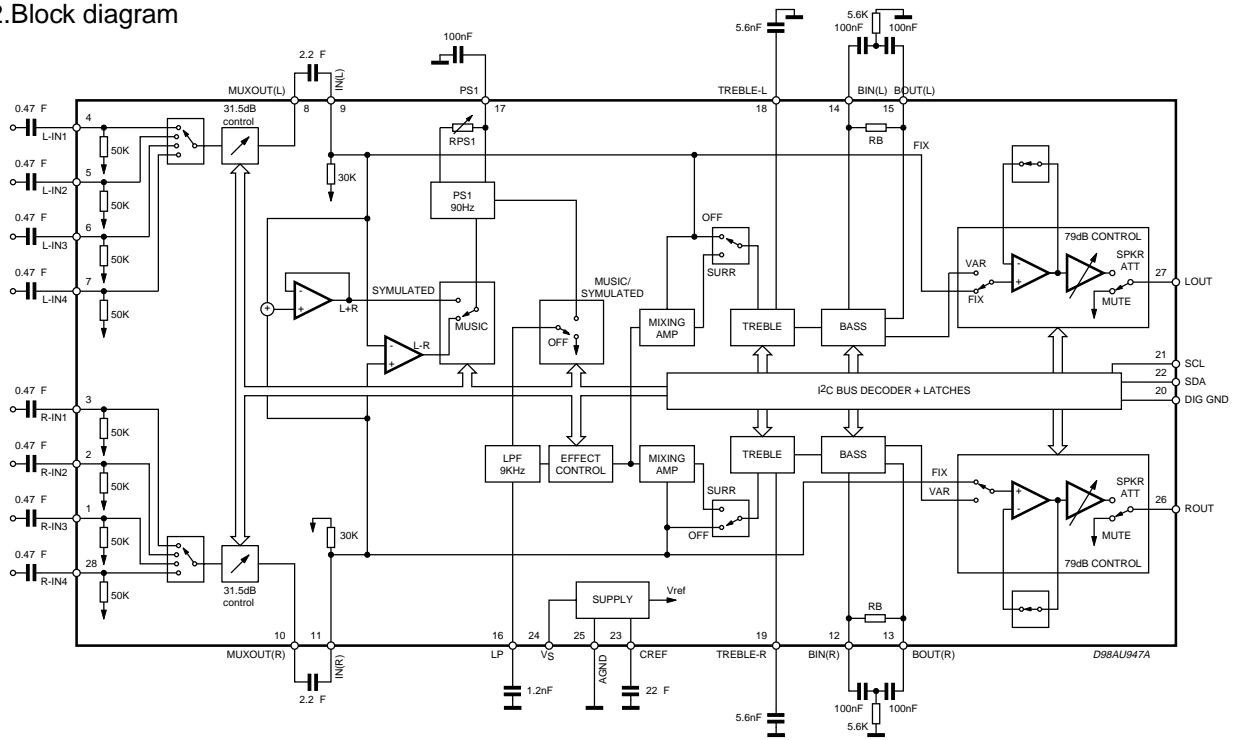 2.Block diagram
5.6nF
5.6K
100nF
100nF
100nF
2.2 F
IN(L)
MUXOUT(L)
PS1
TREBLE-L
BIN(L)
BOUT(L)
8
9
17
18
14
15
0.47 F
L-IN1
4
50K
31.5dB
control
RPS1
RB
FIX
0.47 F
L-IN2
5
50K
30K
PS1
90Hz
0.47 F
L-IN3
6
50K
OFF
SURR
79dB CONTROL
0.47 F
L-IN4
7
50K
L+R
SYMULATED
MUSIC
MUSIC/
SYMULATED
OFF
MIXING
AMP
TREBLE
BASS
VAR
FIX
-
+
SPKR
ATT
MUTE
27
LOUT
-
+
+
L-R
-
+
I2C BUS DECODER + LATCHES
21
SCL
22
SDA
20
DIG GND
0.47 F
R-IN1
3
50K
0.47 F
R-IN2
2
50K
LPF
9KHz
EFFECT
CONTROL
MIXING
AMP
TREBLE
BASS
FIX
VAR
+
-
SPKR
ATT
MUTE
26
ROUT
0.47 F
R-IN3
1
50K
30K
SURR
OFF
79dB CONTROL
0.47 F
R-IN4
28
50K
31.5dB
control
SUPPLY
Vref
RB
10
11
16
24
25
23
19
12
13
MUXOUT(R)
IN(R)
LP
VS
AGND
CREF
TREBLE-R
BIN(R)
BOUT(R)
D98AU947A
2.2 F
1.2nF
22 F
5.6nF
100nF
100nF
5.6K